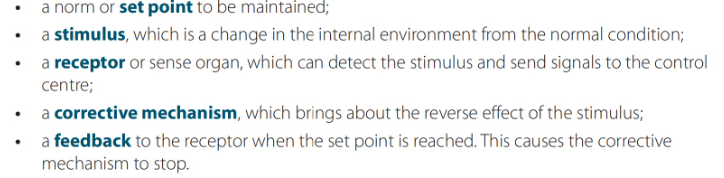 • a norm or set point to be maintained;
• a stimulus, which is a change in the internal environment from the normal condition;
• a receptor or sense organ, which can detect the stimulus and send signals to the control
centre;
• a corrective mechanism, which brings about the reverse effect of the stimulus;
• a feedback to the receptor when the set point is reached. This causes the corrective
mechanism to stop.